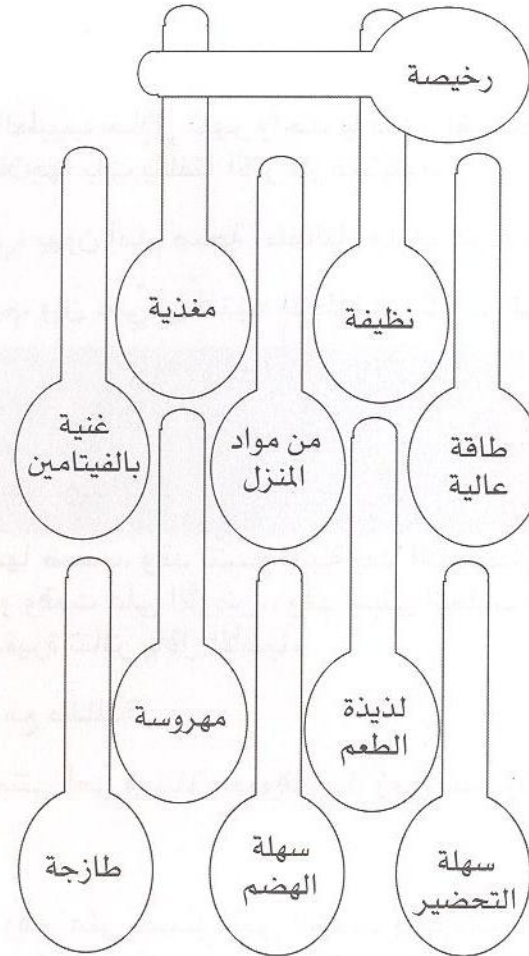 رخيصة
نظيفة
مغذية
طاقة
عالية
من مواد
المنزل
غنية
بالفيتامين
لذيذة
الطعم
مهروسة
سهلة
التحضير
سهلة
الهضم
طازجة